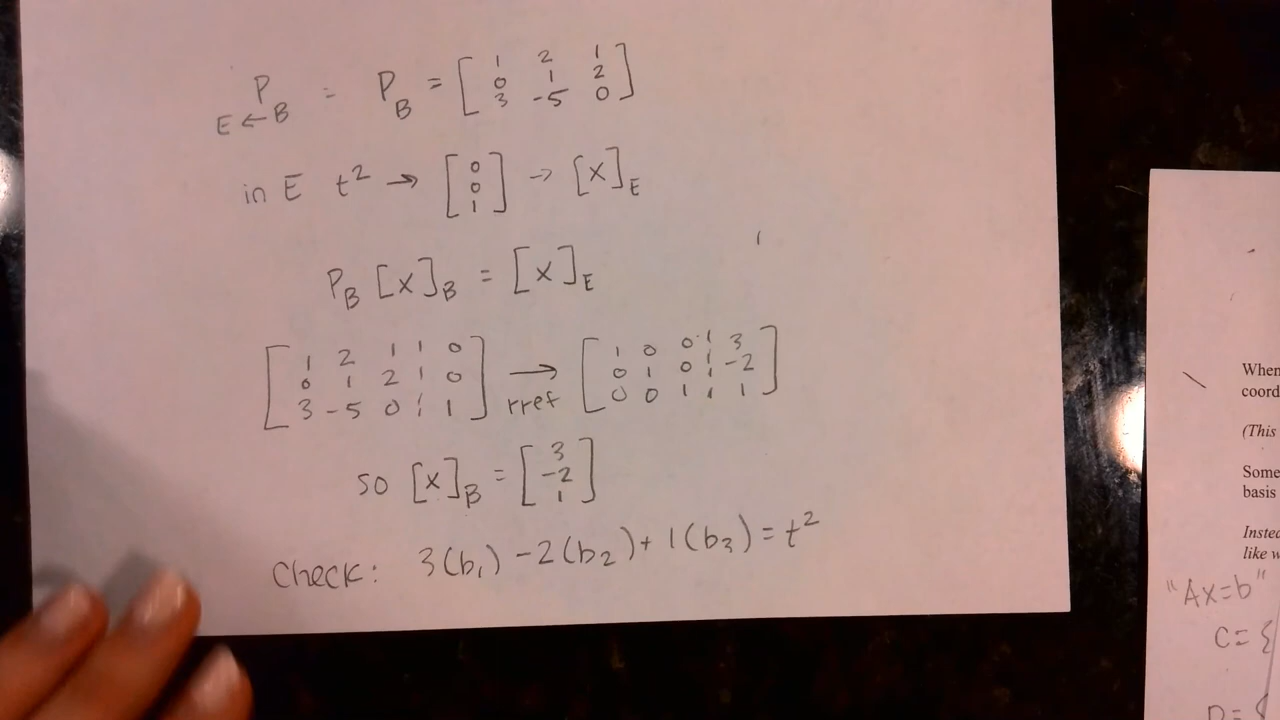 P = P_B = [1 2 1
E←B 0 1 2
3 -5 0]
in E t² → [0
0
1] → [x]_E
P_B [x]_B = [x]_E
[1 2 1 | 0
0 1 2 | 0
3 -5 0 | 1] → rref [1 0 0 | 3
0 1 0 | -2
0 0 1 | 1]
so [x]_B = [3
-2
1]
Check: 3(b₁) -2(b₂) + 1(b₃) = t²
When
coord
(This
Some
basis
Instea
like w
"Ax=b"
C= {
D= {